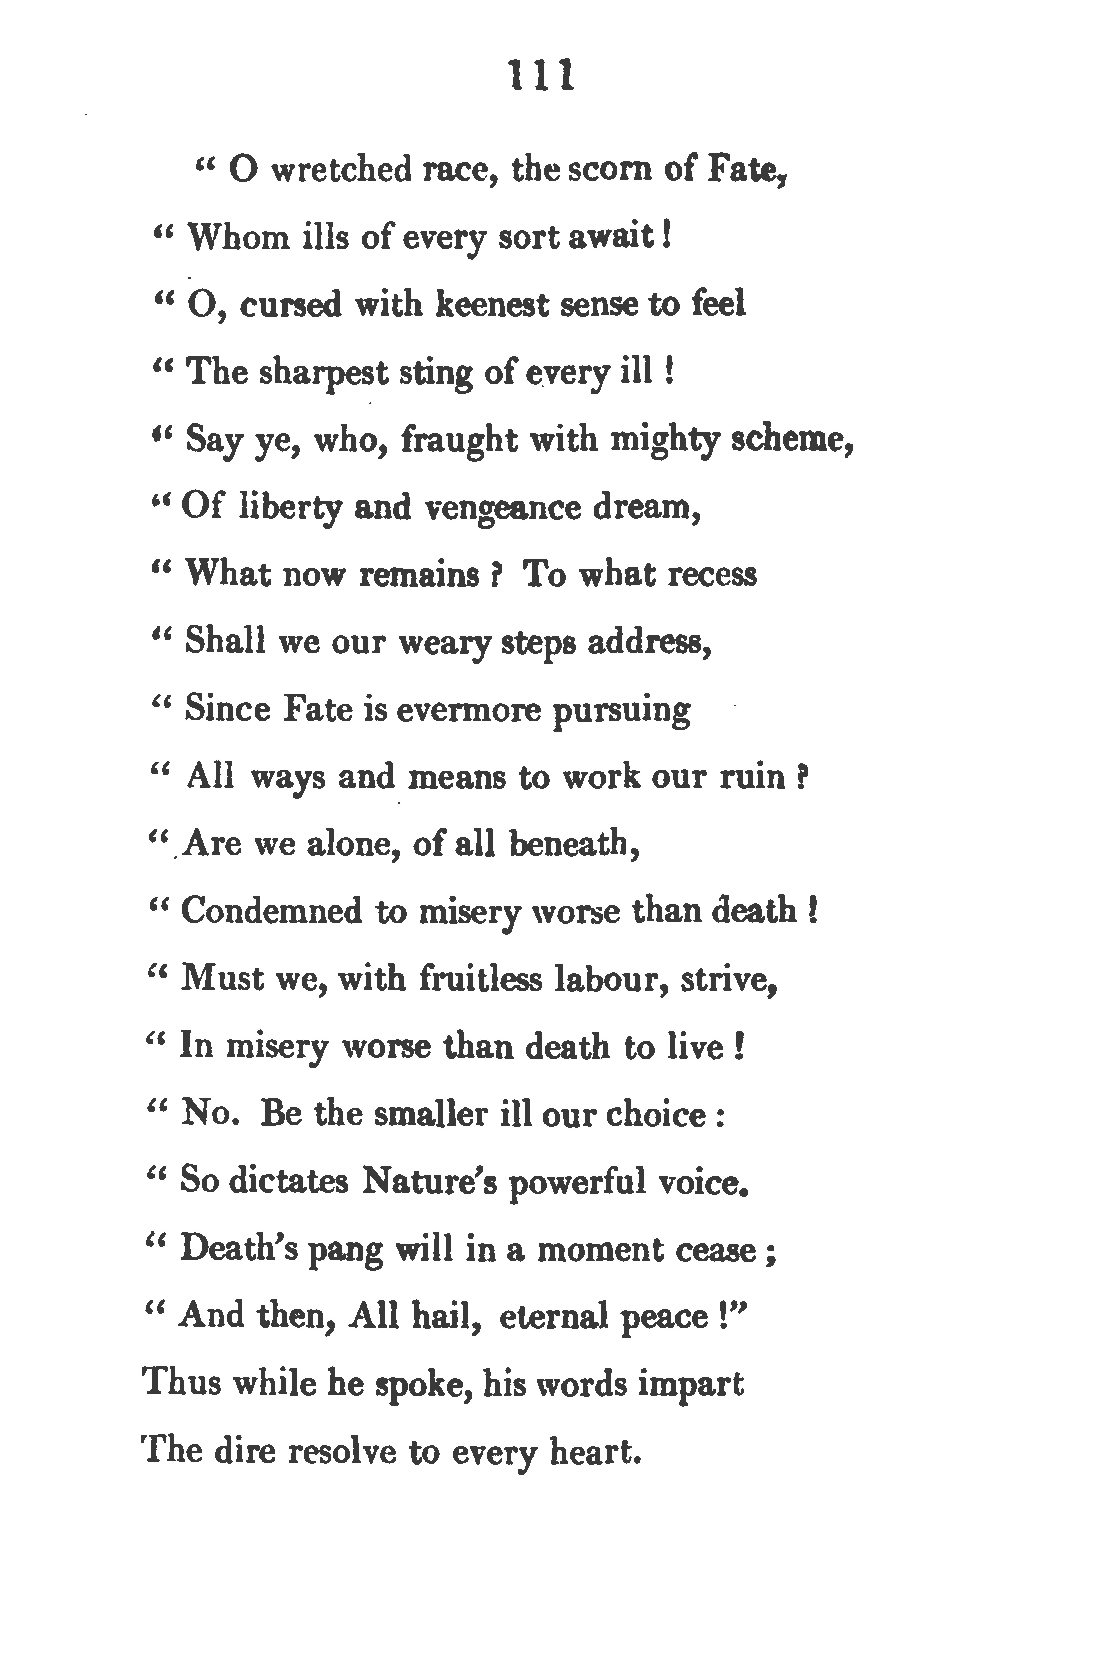 111
“ O wretched race, the scorn of Fate,
“ Whom ills of every sort await !
“ O, cursed with keenest sense to feel
“ The sharpest sting of every ill !
“ Say ye, who, fraught with mighty scheme,
“ Of liberty and vengeance dream,
“ What now remains ? To what recess
“ Shall we our weary steps address,
“ Since Fate is evermore pursuing
“ All ways and means to work our ruin ?
“ Are we alone, of all beneath,
“ Condemned to misery worse than death !
“ Must we, with fruitless labour, strive,
“ In misery worse than death to live !
“ No. Be the smaller ill our choice :
“ So dictates Nature's powerful voice.
“ Death's pang will in a moment cease ;
“ And then, All hail, eternal peace !”
Thus while he spoke, his words impart
The dire resolve to every heart.